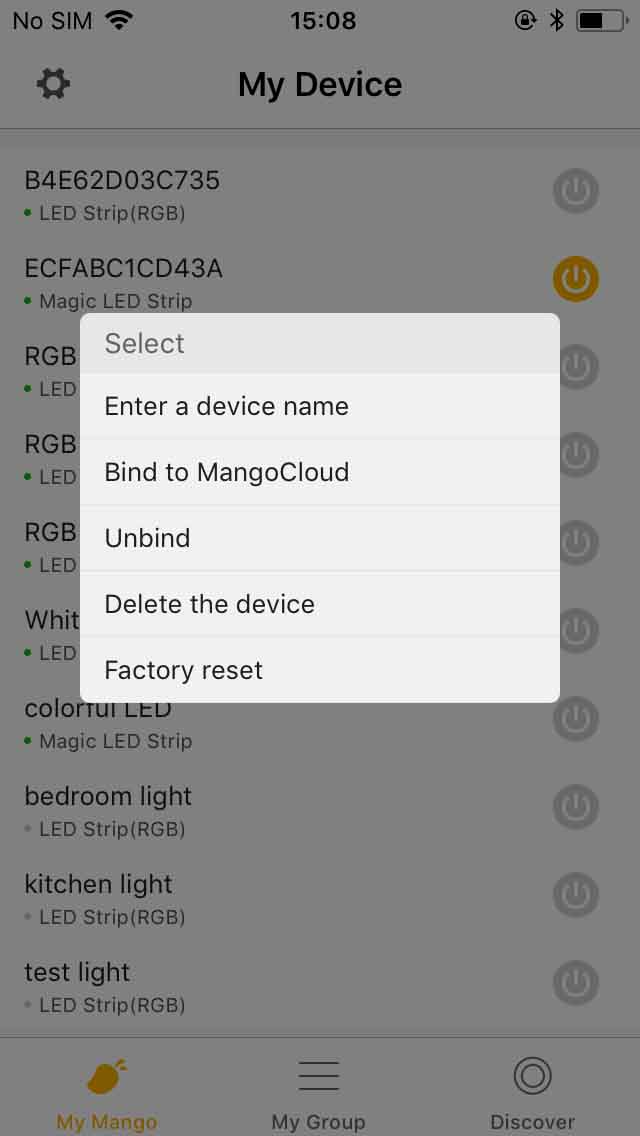 No SIM 15:08
My Device
B4E62D03C735
LED Strip(RGB)
ECFABC1CD43A
Magic LED Strip
Select
RGB
LED
Enter a device name
RGB
LED
Bind to MangoCloud
RGB
LED
Unbind
LED
Delete the device
Factory reset
colorful LED
Magic LED Strip
bedroom light
LED Strip(RGB)
kitchen light
LED Strip(RGB)
test light
LED Strip(RGB)
My Mango My Group Discover